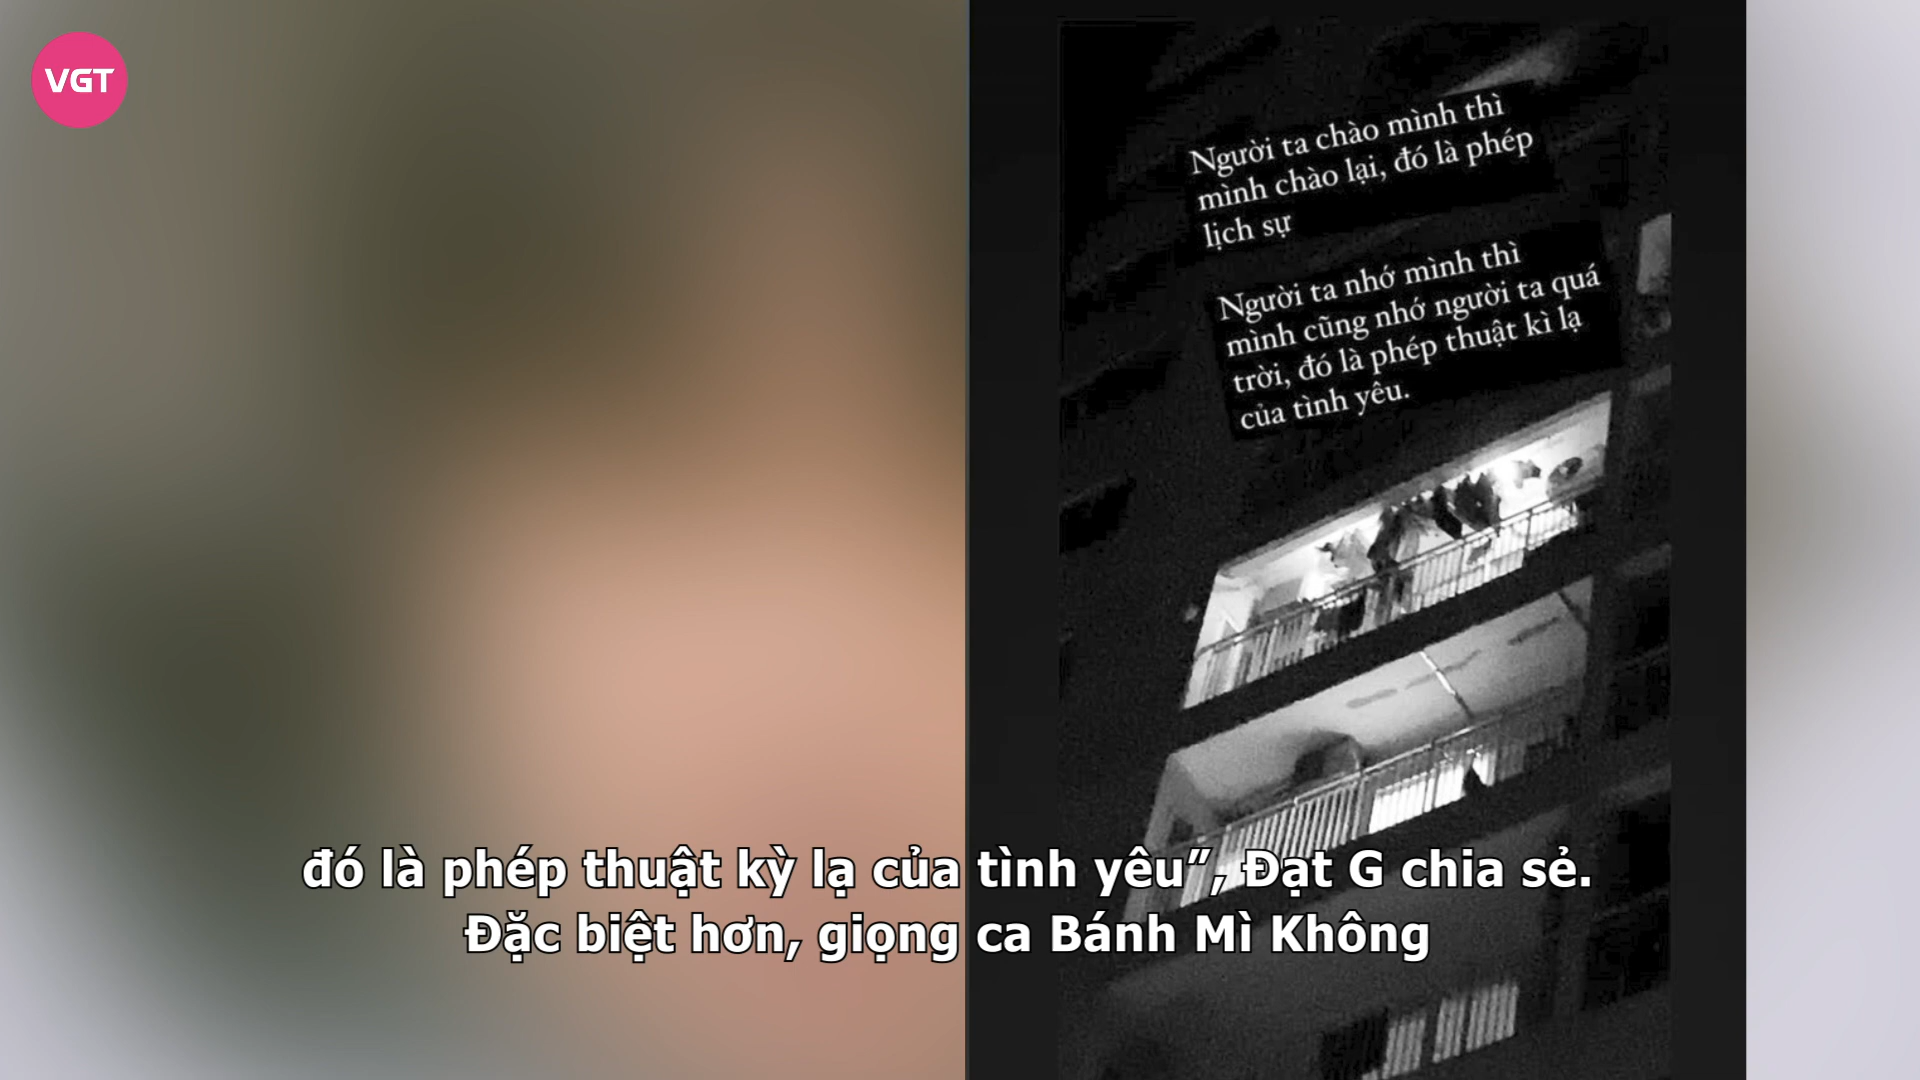 VGT
Người ta chào mình thì
mình chào lại, đó là phép
lịch sự
Người ta nhớ mình thì
mình cũng nhớ người ta quá
trời, đó là phép thuật kì lạ
của tình yêu.
đó là phép thuật kỳ lạ của tình yêu”, Đạt G chia sẻ.
Đặc biệt hơn, giọng ca Bánh Mì Không